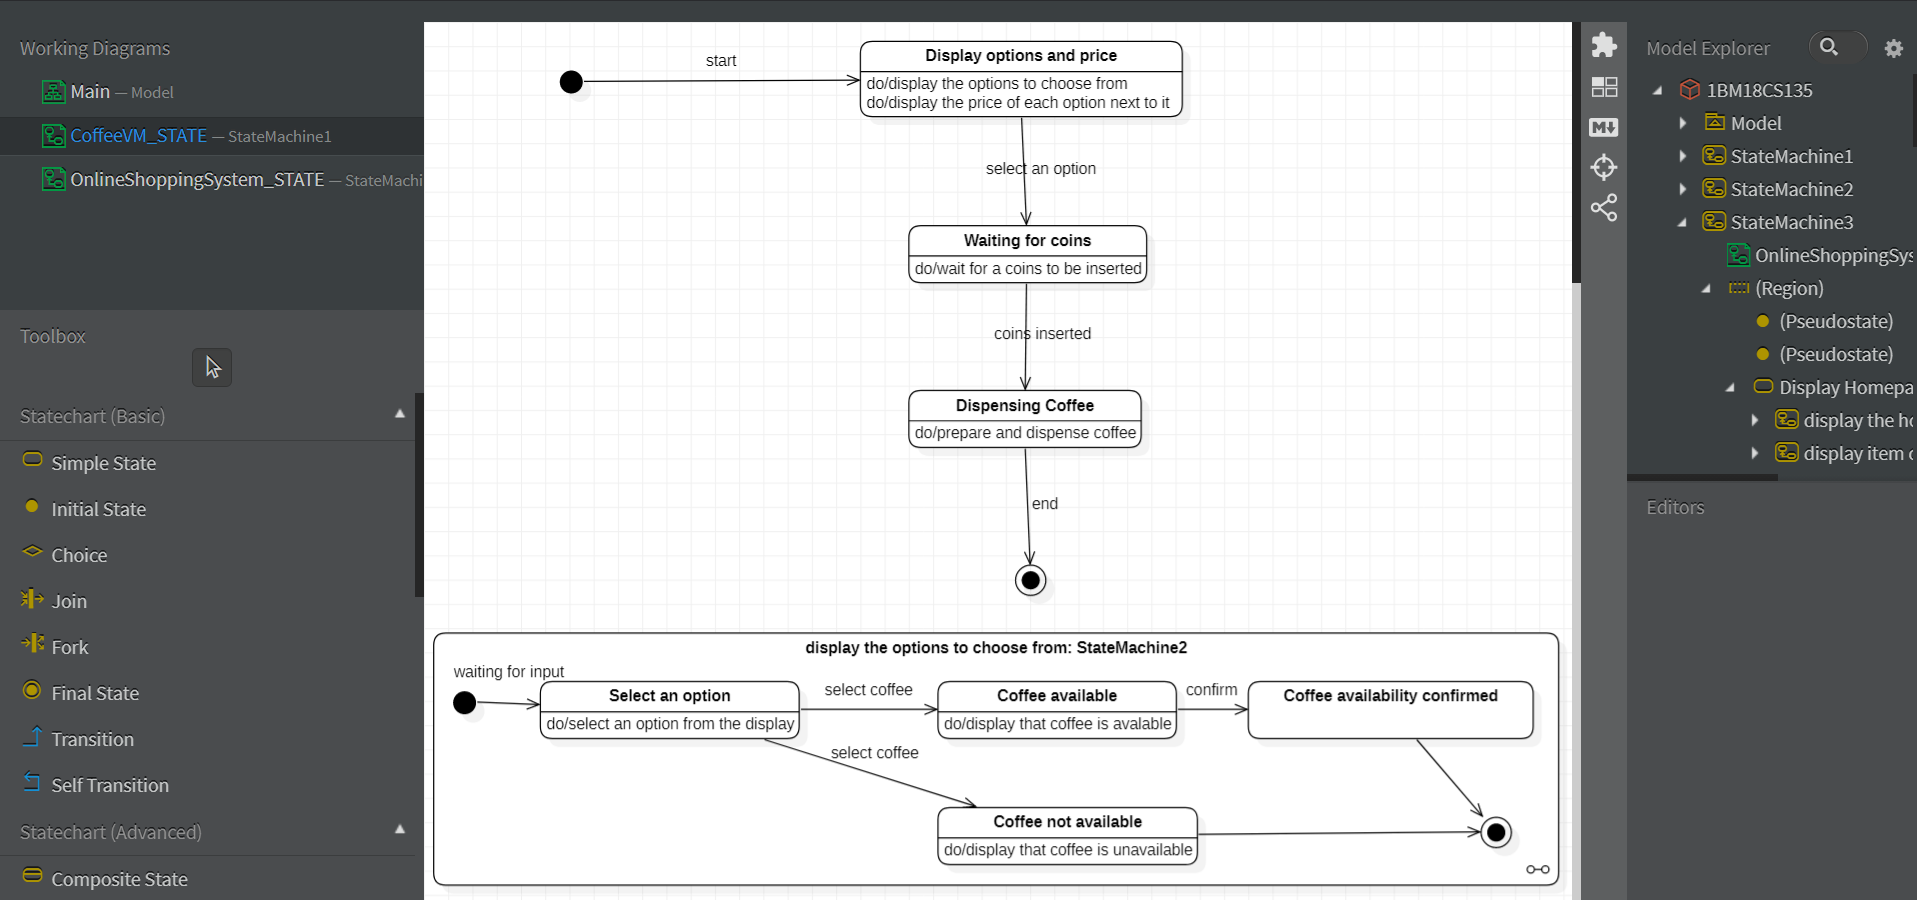 Working Diagrams
Main — Model
CoffeeVM_STATE — StateMachine1
OnlineShoppingSystem_STATE — StateMachi
Toolbox
Statechart (Basic)
Simple State
Initial State
Choice
Join
Fork
Final State
Transition
Self Transition
Statechart (Advanced)
Composite State
start
Display options and price
do/display the options to choose from
do/display the price of each option next to it
select an option
Waiting for coins
do/wait for a coins to be inserted
coins inserted
Dispensing Coffee
do/prepare and dispense coffee
end
display the options to choose from: StateMachine2
waiting for input
Select an option
do/select an option from the display
select coffee
Coffee available
do/display that coffee is avalable
confirm
Coffee availability confirmed
select coffee
Coffee not available
do/display that coffee is unavailable
M
Model Explorer
1BM18CS135
Model
StateMachine1
StateMachine2
StateMachine3
OnlineShoppingSys
(Region)
(Pseudostate)
(Pseudostate)
Display Homepa
display the ho
display item c
Editors